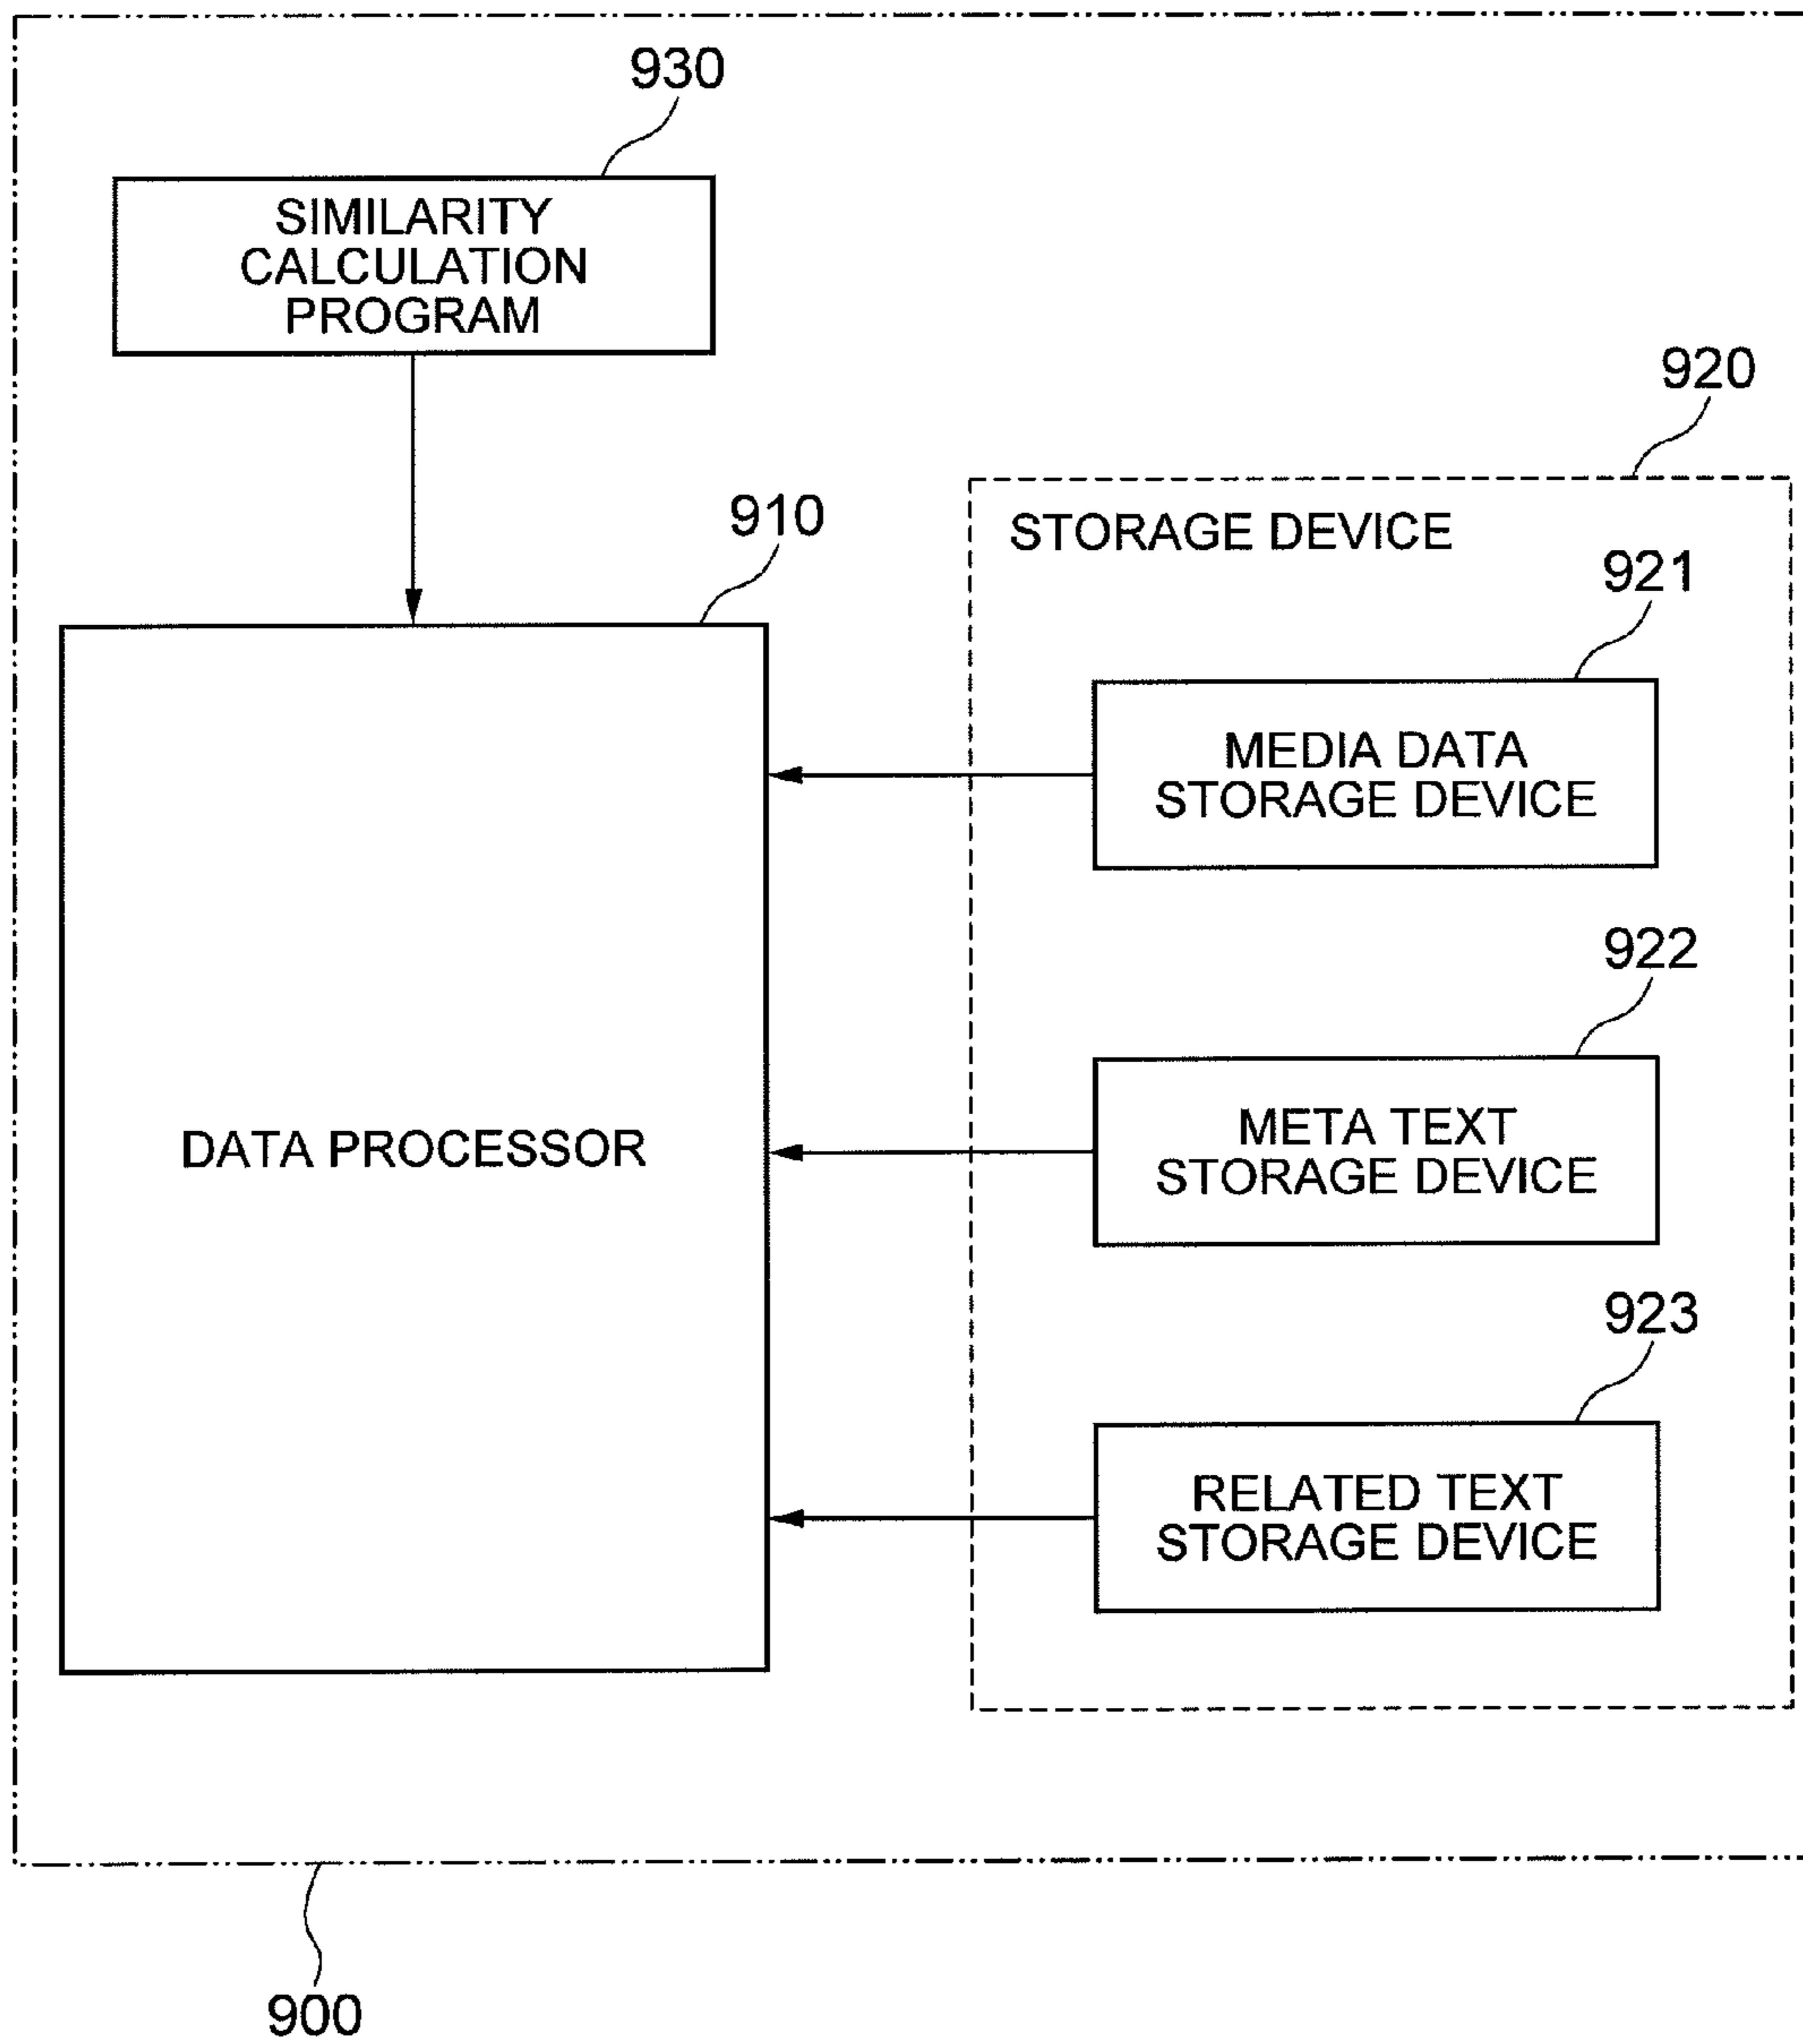 930
SIMILARITY
CALCULATION
PROGRAM
920
910
STORAGE DEVICE
921
MEDIA DATA
STORAGE DEVICE
922
DATA PROCESSOR
META TEXT
STORAGE DEVICE
923
RELATED TEXT
STORAGE DEVICE
900